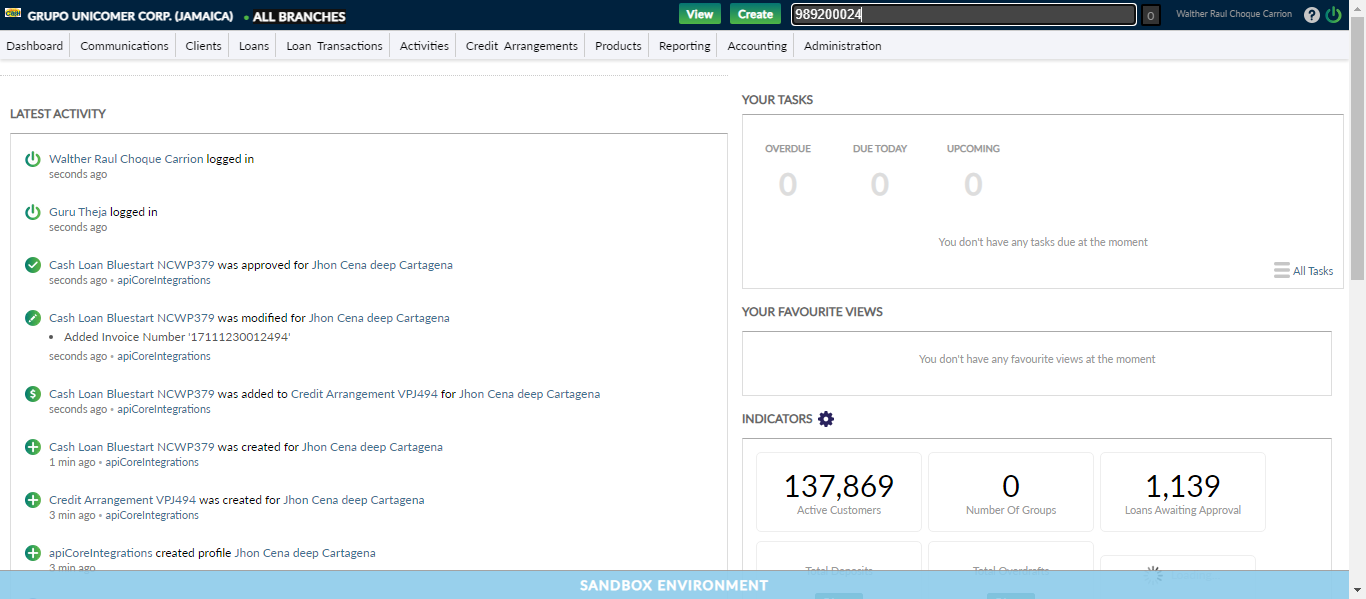 GRUPO UNICOMER CORP. (JAMAICA) • ALL BRANCHES
View Create 989200024 0 Walther Raul Choque Carrion ?
Dashboard Communications Clients Loans Loan Transactions Activities Credit Arrangements Products Reporting Accounting Administration
LATEST ACTIVITY
Walther Raul Choque Carrion logged in
seconds ago
Guru Theja logged in
seconds ago
Cash Loan Bluestart NCWP379 was approved for Jhon Cena deep Cartagena
seconds ago • apiCoreIntegrations
Cash Loan Bluestart NCWP379 was modified for Jhon Cena deep Cartagena
• Added Invoice Number '17111230012494'
seconds ago • apiCoreIntegrations
Cash Loan Bluestart NCWP379 was added to Credit Arrangement VPJ494 for Jhon Cena deep Cartagena
seconds ago • apiCoreIntegrations
Cash Loan Bluestart NCWP379 was created for Jhon Cena deep Cartagena
1 min ago • apiCoreIntegrations
Credit Arrangement VPJ494 was created for Jhon Cena deep Cartagena
3 min ago • apiCoreIntegrations
apiCoreIntegrations created profile Jhon Cena deep Cartagena
3 min ago
YOUR TASKS
OVERDUE DUE TODAY UPCOMING
0 0 0
You don't have any tasks due at the moment
All Tasks
YOUR FAVOURITE VIEWS
You don't have any favourite views at the moment
INDICATORS
137,869 0 1,139
Active Customers Number Of Groups Loans Awaiting Approval
Total Deposits Total Overdrafts
SANDBOX ENVIRONMENT